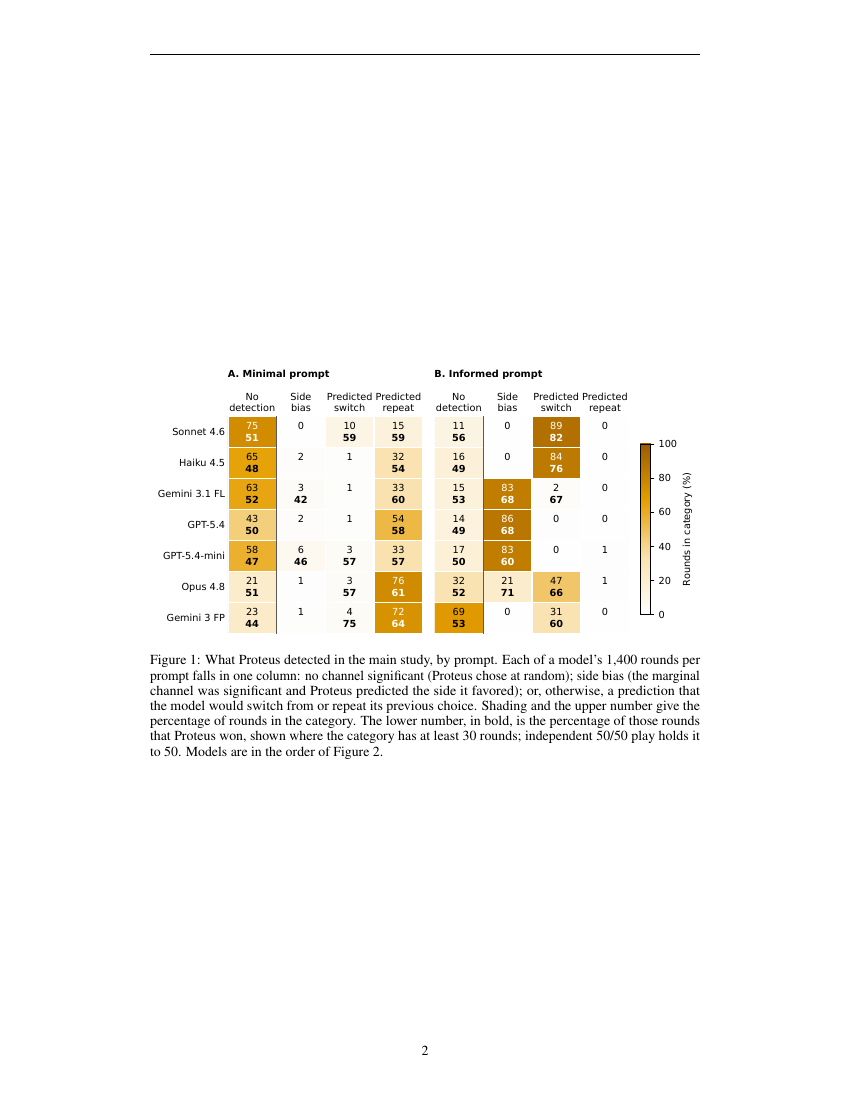 A. Minimal prompt B. Informed prompt
No Side Predicted Predicted No Side Predicted Predicted
detection bias switch repeat detection bias switch repeat
Sonnet 4.6 75 0 10 15 11 0 89 0
51 59 59 56 82
Haiku 4.5 65 2 1 32 16 0 84 0
48 54 49 76
Gemini 3.1 FL 63 3 1 33 15 83 2 0
52 42 60 53 68 67
GPT-5.4 43 2 1 54 14 86 0 0
50 58 49 68
GPT-5.4-mini 58 6 3 33 17 83 0 1
47 46 57 57 50 60
Opus 4.8 21 1 3 76 32 21 47 1
51 57 61 52 71 66
Gemini 3 FP 23 1 4 72 69 0 31 0
44 75 64 53 60
100
80
60
40
20
0
Rounds in category (%)
Figure 1: What Proteus detected in the main study, by prompt. Each of a model's 1,400 rounds per
prompt falls in one column: no channel significant (Proteus chose at random); side bias (the marginal
channel was significant and Proteus predicted the side it favored); or, otherwise, a prediction that
the model would switch from or repeat its previous choice. Shading and the upper number give the
percentage of rounds in the category. The lower number, in bold, is the percentage of those rounds
that Proteus won, shown where the category has at least 30 rounds; independent 50/50 play holds it
to 50. Models are in the order of Figure 2.
2